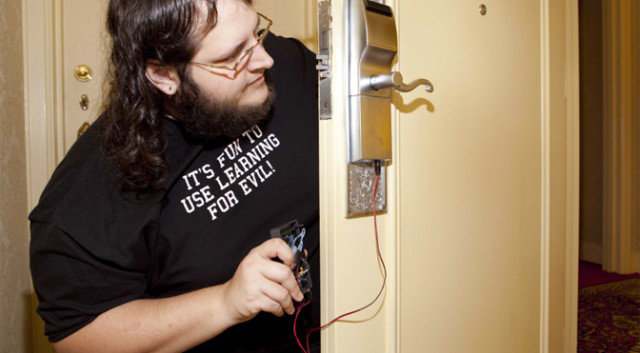 IT'S FUN TO
USE LEARNING
FOR EVIL!